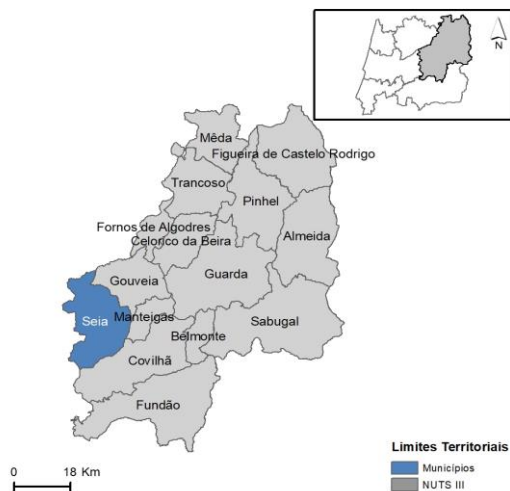 N
Mêda
Figueira de Castelo Rodrigo
Trancoso
Pinhel
Fornos de Algodres
Celorico da Beira
Almeida
Gouveia
Guarda
Seia
Manteigas
Belmonte
Sabugal
Covilhã
Fundão
Limites Territoriais
0 18 Km
Municípios
NUTS III